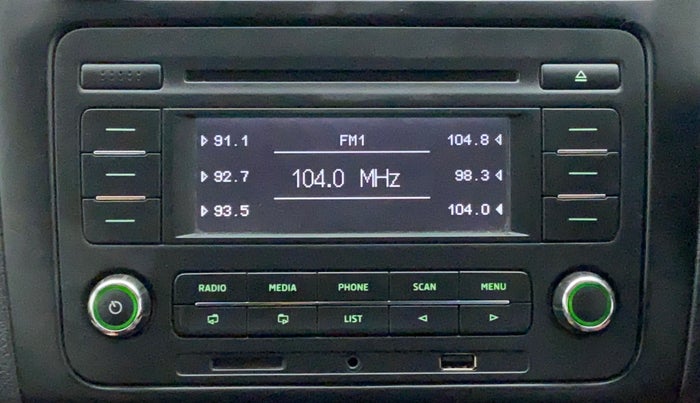 91.1 FM1 104.8
92.7 104.0 MHz 98.3
93.5 104.0
RADIO MEDIA PHONE SCAN MENU
LIST